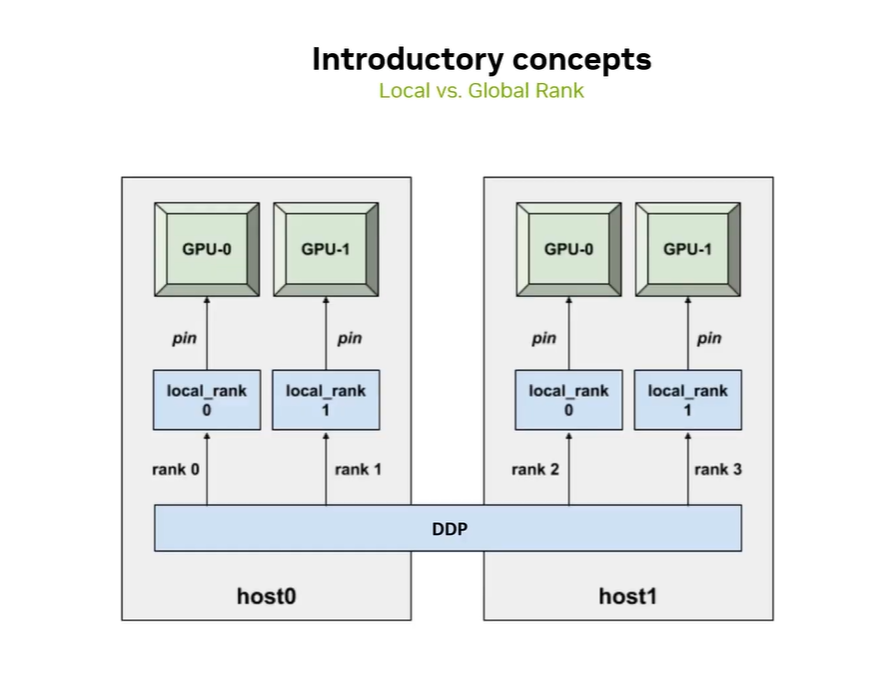 Introductory concepts
Local vs. Global Rank
GPU-0
GPU-1
GPU-0
GPU-1
pin
pin
pin
pin
local_rank
0
local_rank
1
local_rank
0
local_rank
1
rank 0
rank 1
rank 2
rank 3
DDP
host0
host1